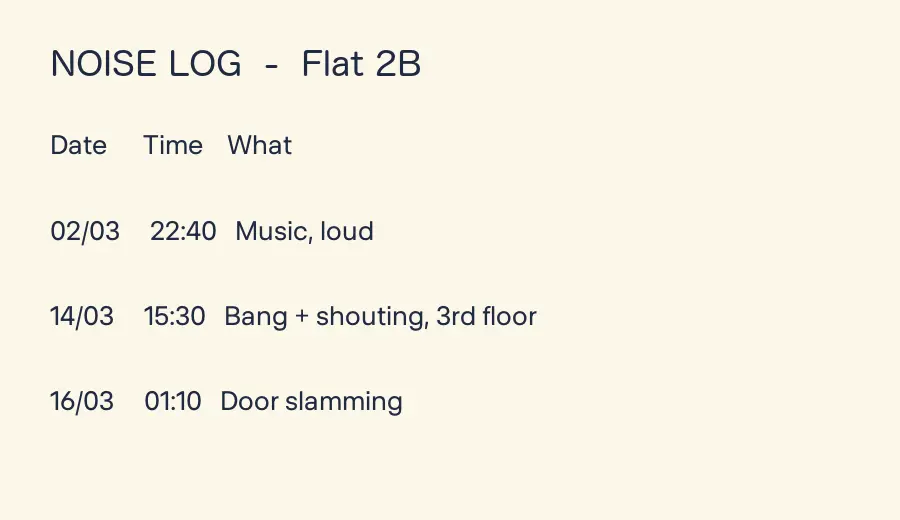 NOISE LOG - Flat 2B
Date Time What
02/03 22:40 Music, loud
14/03 15:30 Bang + shouting, 3rd floor
16/03 01:10 Door slamming